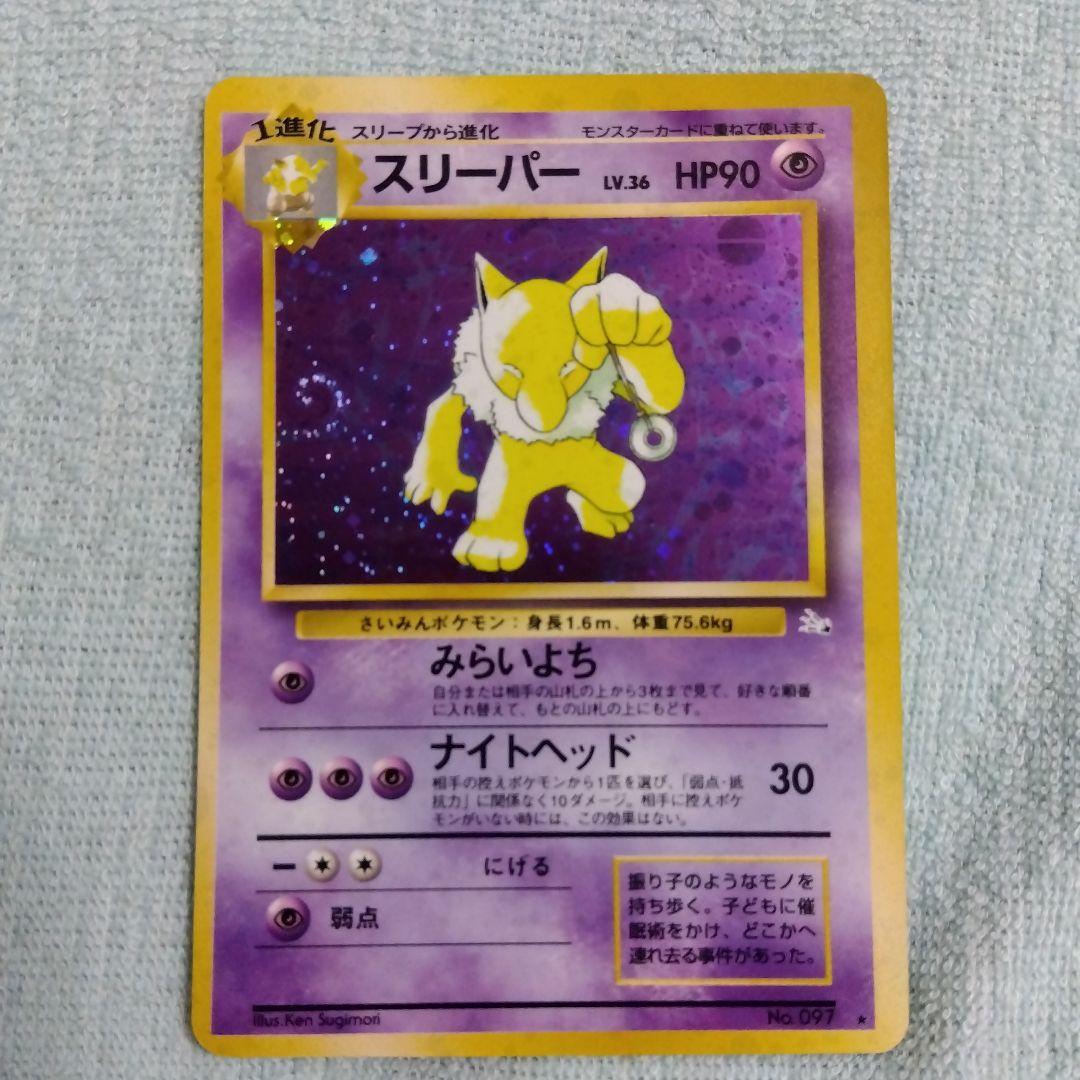 1進化 スリープから進化 モンスターカードに重ねて使います。
スリーパー LV.36 HP90
さいみんポケモン：身長1.6m、体重75.6kg
みらいよち
自分または相手の山札の上から3枚まで見て、好きな順番
に入れ替えて、もとの山札の上にもどす。
ナイトヘッド 30
相手の控えポケモンから1匹を選び、「弱点・抵
抗力」に関係なく10ダメージ。相手に控えポケ
モンがいない時には、この効果はない。
ー にげる
弱点
振り子のようなモノを
持ち歩く。子どもに催
眠術をかけ、どこかへ
連れ去る事件があった。
Illus.Ken Sugimori No.097 ★